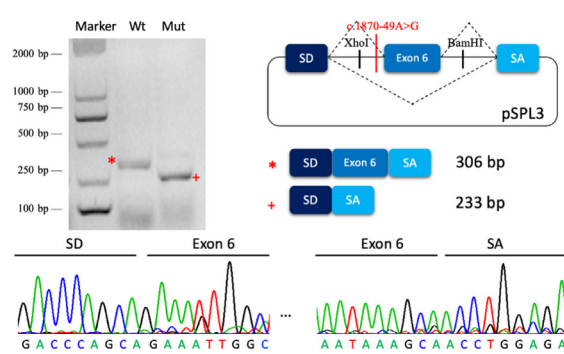 Marker Wt Mut
2000 bp
1000 bp
750 bp
500 bp
250 bp
100 bp
*
+
c.1870-49A>G
XhoI
BamHI
SD
Exon 6
SA
pSPL3
* SD Exon 6 SA 306 bp
+ SD SA 233 bp
SD Exon 6 Exon 6 SA
...
G A C C C A G C A G A A A T T G G C
A A T A A A G C A A C C T G G A G A